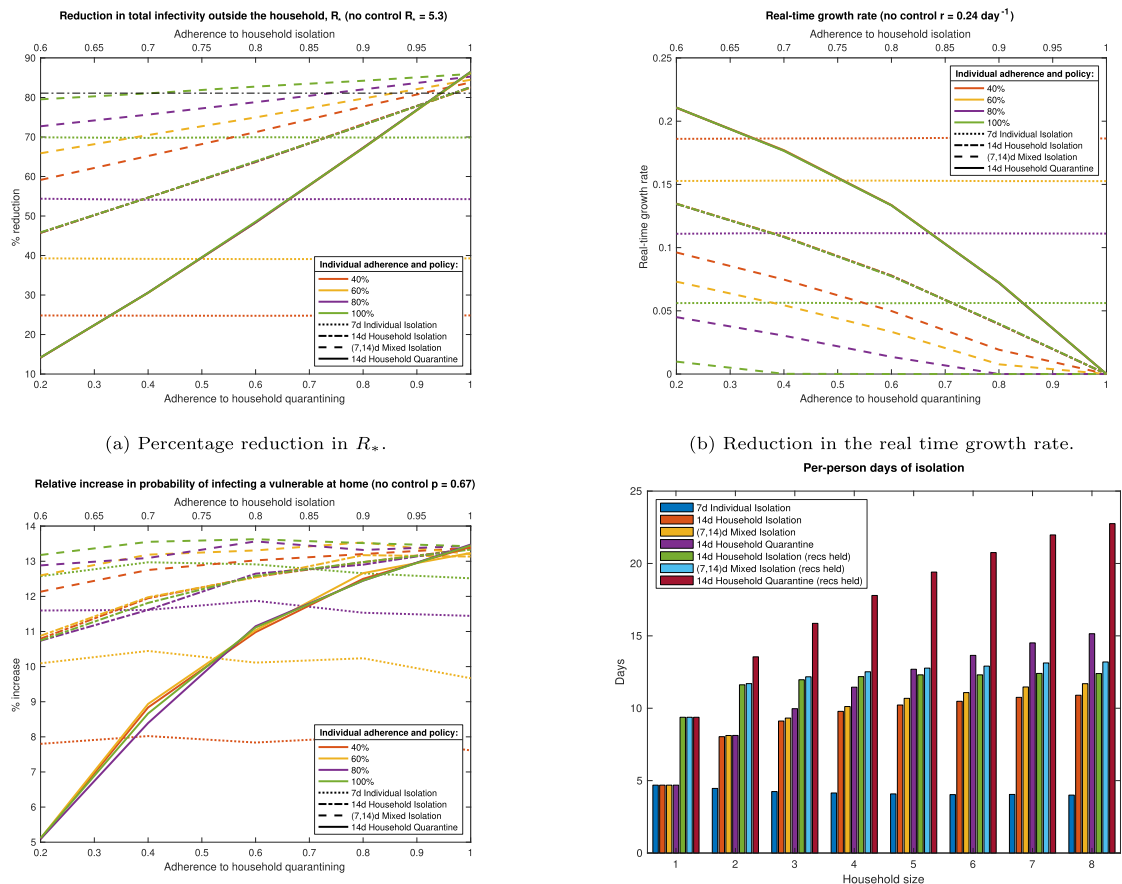 Reduction in total infectivity outside the household, R* (no control R* = 5.3)
Adherence to household isolation
0.6 0.65 0.7 0.75 0.8 0.85 0.9 0.95 1
90
80
70
60
50
40
30
20
10
% reduction
Individual adherence and policy:
40%
60%
80%
100%
7d Individual Isolation
14d Household Isolation
(7,14)d Mixed Isolation
14d Household Quarantine
0.2 0.3 0.4 0.5 0.6 0.7 0.8 0.9 1
Adherence to household quarantining
(a) Percentage reduction in R∗.
Real-time growth rate (no control r = 0.24 day-1)
Adherence to household isolation
0.6 0.65 0.7 0.75 0.8 0.85 0.9 0.95 1
0.25
0.2
0.15
0.1
0.05
0
Real-time growth rate
Individual adherence and policy:
40%
60%
80%
100%
7d Individual Isolation
14d Household Isolation
(7,14)d Mixed Isolation
14d Household Quarantine
0.2 0.3 0.4 0.5 0.6 0.7 0.8 0.9 1
Adherence to household quarantining
(b) Reduction in the real time growth rate.
Relative increase in probability of infecting a vulnerable at home (no control p = 0.67)
Adherence to household isolation
0.6 0.65 0.7 0.75 0.8 0.85 0.9 0.95 1
14
13
12
11
10
9
8
7
6
5
% increase
Individual adherence and policy:
40%
60%
80%
100%
7d Individual Isolation
14d Household Isolation
(7,14)d Mixed Isolation
14d Household Quarantine
0.2 0.3 0.4 0.5 0.6 0.7 0.8 0.9 1
Adherence to household quarantining
Per-person days of isolation
25
20
15
10
5
0
Days
7d Individual Isolation
14d Household Isolation
(7,14)d Mixed Isolation
14d Household Quarantine
14d Household Isolation (recs held)
(7,14)d Mixed Isolation (recs held)
14d Household Quarantine (recs held)
1 2 3 4 5 6 7 8
Household size